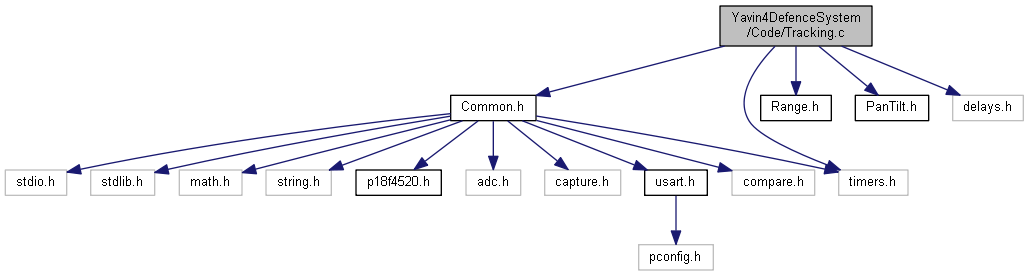 Yavin4DefenceSystem
/Code/Tracking.c
Common.h
Range.h
PanTilt.h
delays.h
stdio.h
stdlib.h
math.h
string.h
p18f4520.h
adc.h
capture.h
usart.h
compare.h
timers.h
pconfig.h